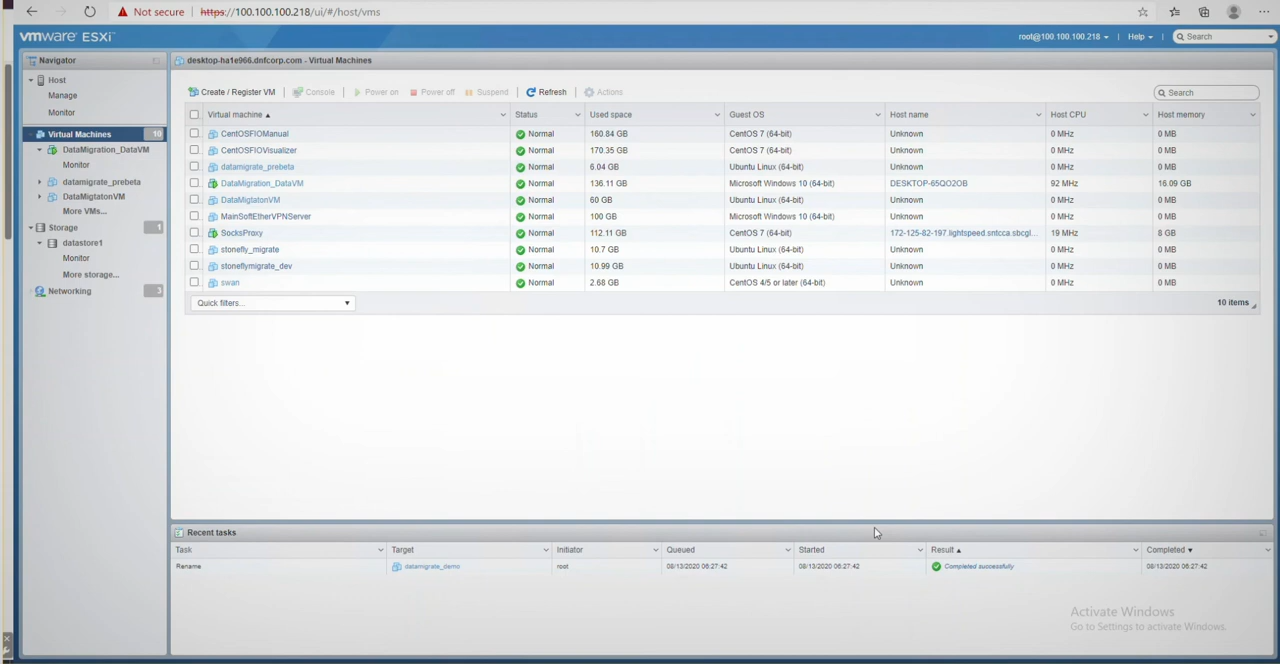 Not secure | https://100.100.100.218/ui/#/host/vms
vmware ESXi™
root@100.100.100.218 | Help | Search
Navigator
desktop-ha1e966.dnfcorp.com - Virtual Machines
Host
Manage
Monitor
Virtual Machines 10
DataMigration_DataVM
Monitor
datamigrate_prebeta
DataMigtatonVM
More VMs...
Storage 1
datastore1
Monitor
More storage...
Networking 3
Create / Register VM | Console | Power on Power off Suspend | Refresh | Actions
Search
Virtual machine Status Used space Guest OS Host name Host CPU Host memory
CentOSFIOManual Normal 160.84 GB CentOS 7 (64-bit) Unknown 0 MHz 0 MB
CentOSFIOVisualizer Normal 170.35 GB CentOS 7 (64-bit) Unknown 0 MHz 0 MB
datamigrate_prebeta Normal 6.04 GB Ubuntu Linux (64-bit) Unknown 0 MHz 0 MB
DataMigration_DataVM Normal 136.11 GB Microsoft Windows 10 (64-bit) DESKTOP-65QO2OB 92 MHz 16.09 GB
DataMigtatonVM Normal 60 GB Ubuntu Linux (64-bit) Unknown 0 MHz 0 MB
MainSoftEtherVPNServer Normal 100 GB Microsoft Windows 10 (64-bit) Unknown 0 MHz 0 MB
SocksProxy Normal 112.11 GB CentOS 7 (64-bit) 172-125-82-197.lightspeed.sntcca.sbcgl... 19 MHz 8 GB
stonefly_migrate Normal 10.7 GB Ubuntu Linux (64-bit) Unknown 0 MHz 0 MB
stoneflymigrate_dev Normal 10.99 GB Ubuntu Linux (64-bit) Unknown 0 MHz 0 MB
swan Normal 2.68 GB CentOS 4/5 or later (64-bit) Unknown 0 MHz 0 MB
Quick filters...
10 items
Recent tasks
Task Target Initiator Queued Started Result Completed
Rename datamigrate_demo root 08/13/2020 06:27:42 08/13/2020 06:27:42 Completed successfully 08/13/2020 06:27:42
Activate Windows
Go to Settings to activate Windows.